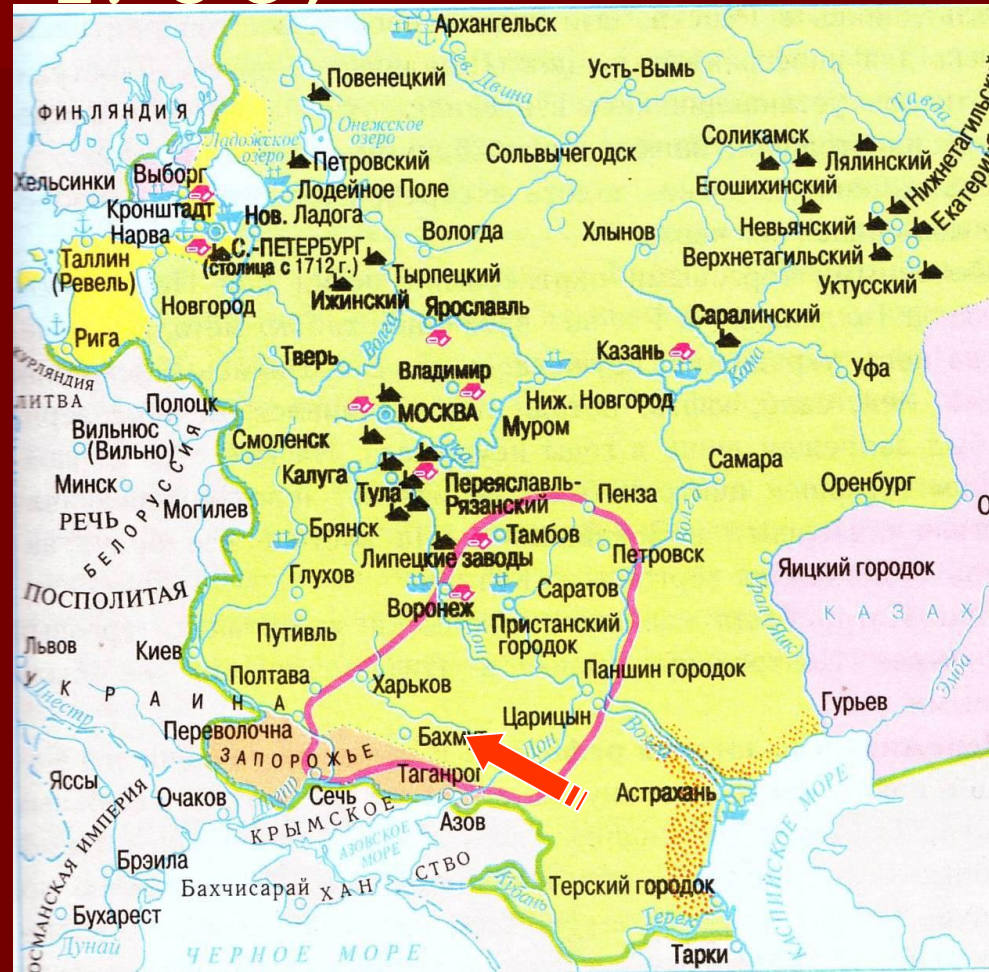 Архангельск
Сев. Двина
Повенецкий
Усть-Вымь
Тавда
ФИНЛЯНДИЯ
Онежское
озеро
Ладожское
озеро
Петровский
Сольвычегодск
Соликамск
Лялинский
Нижнетагильск
Екатерин
Хельсинки
Выборг
Лодейное Поле
Егошихинский
Кронштадт
Нов. Ладога
Нарва
Вологда
Хлынов
Невьянский
Таллин
(Ревель)
С.-ПЕТЕРБУРГ
(столица с 1712 г.)
Тырпецкий
Верхнетагильский
Уктусский
Новгород
Ижинский
Ярославль
Саралинский
Рига
Волга
Тверь
Казань
Кама
КУРЛЯНДИЯ
ЛИТВА
Владимир
Уфа
Полоцк
МОСКВА
Ниж. Новгород
Вильнюс
(Вильно)
Смоленск
Муром
Ока
Калуга
Самара
Минск
Тула
Переяславль-
Рязанский
Пенза
Оренбург
О
РЕЧЬ
Могилев
Волга
БЕЛОРУССИЯ
Брянск
Тамбов
Липецкие заводы
Петровск
ПОСПОЛИТАЯ
Глухов
Саратов
Яицкий городок
Воронеж
Урал
Яик
КАЗАХ
Путивль
Дон
Пристанский
городок
Львов
Киев
Полтава
Харьков
Паншин городок
Эмба
УКРАИНА
Днестр
Гурьев
Царицын
Переволочна
Бахмут
Волга
ЗАПОРОЖЬЕ
Дон
Яссы
Таганрог
Очаков
Днепр
Сечь
Астрахань
КРЫМСКОЕ
Азов
АЗОВСКОЕ
МОРЕ
ОСМАНСКАЯ ИМПЕРИЯ
Брэила
КАСПИЙСКОЕ МОРЕ
Бахчисарай
ХАНСТВО
Кубань
Терский городок
Бухарест
Терек
Дунай
ЧЕРНОЕ МОРЕ
Тарки